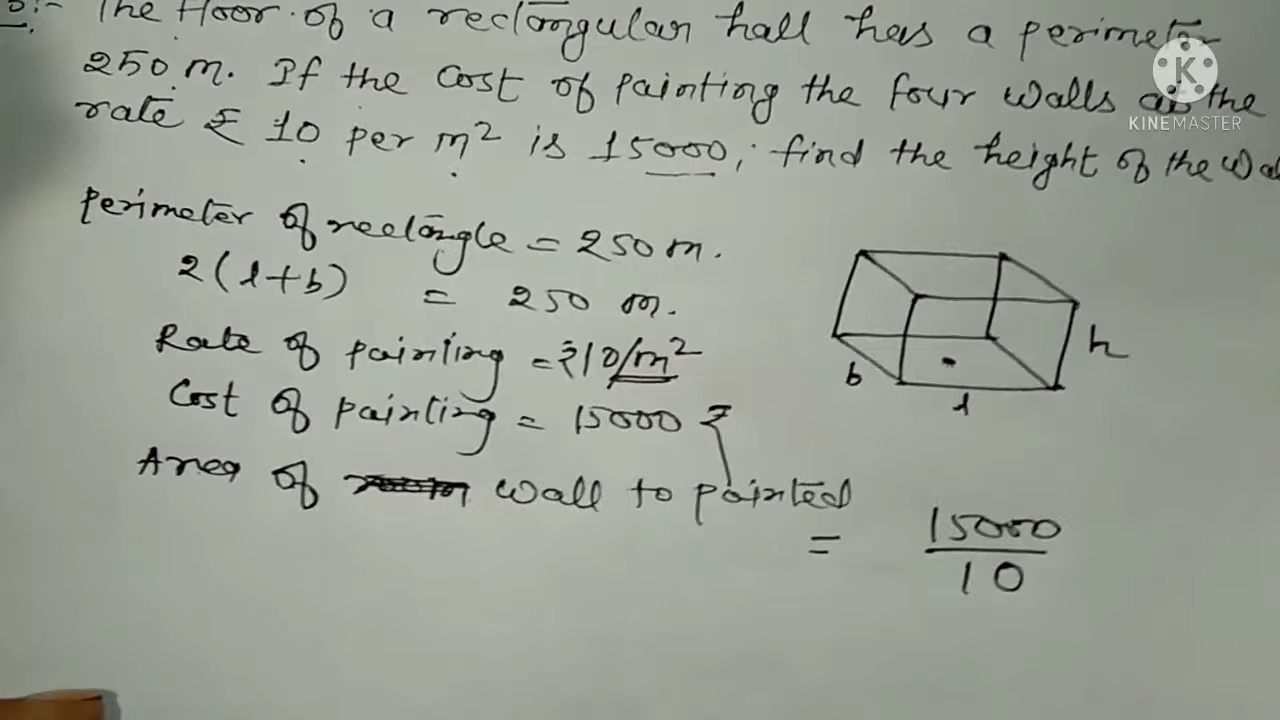 The floor of a rectangular hall has a perimeter
250 m. If the cost of painting the four walls at the
rate ₹ 10 per m² is 15000, find the height of the
Perimeter of rectangle = 250 m.
2(l+b) = 250 m.
Rate of painting = ₹10/m²
Cost of painting = 15000 ₹
Area of wall to painted
= 15000/10
h
b
l
K
KINEMASTER